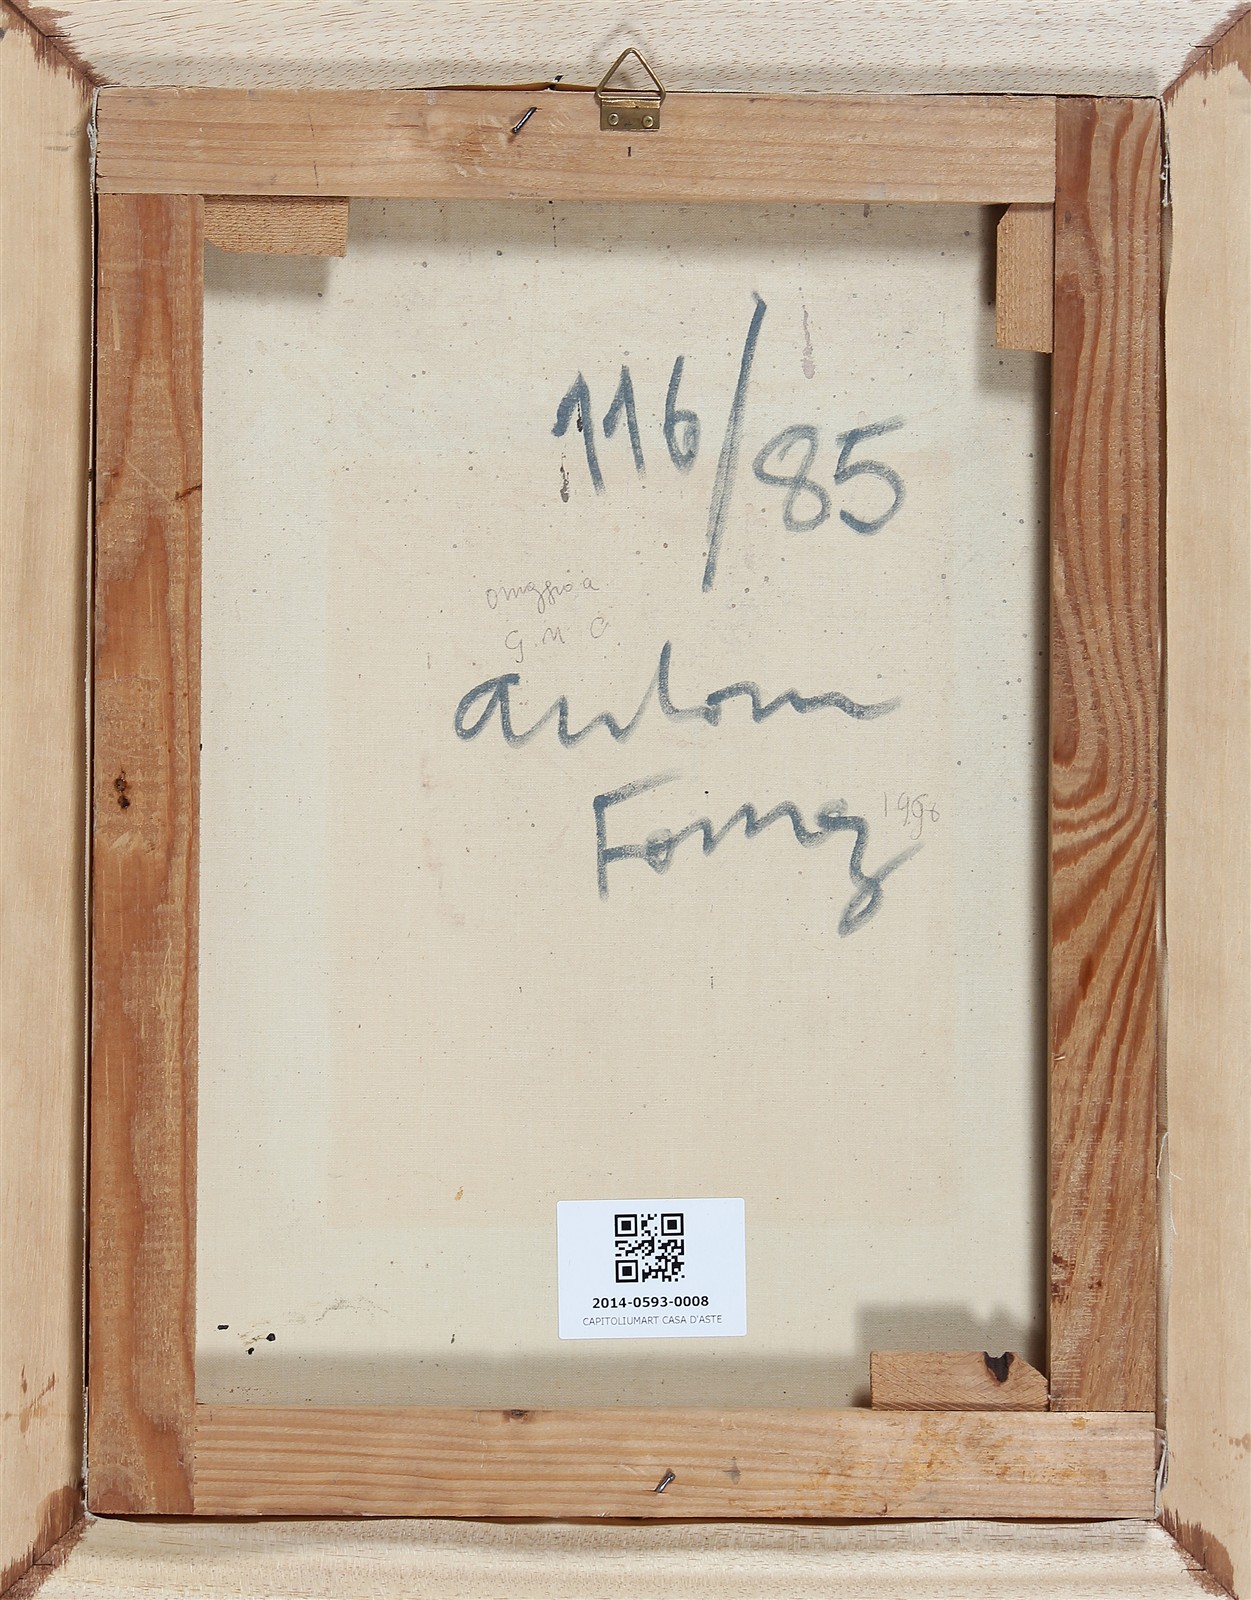 116/85
omaggio a
G. M C
antonio
Fomez 1998
2014-0593-0008
CAPITOLIUMART CASA D'ASTE